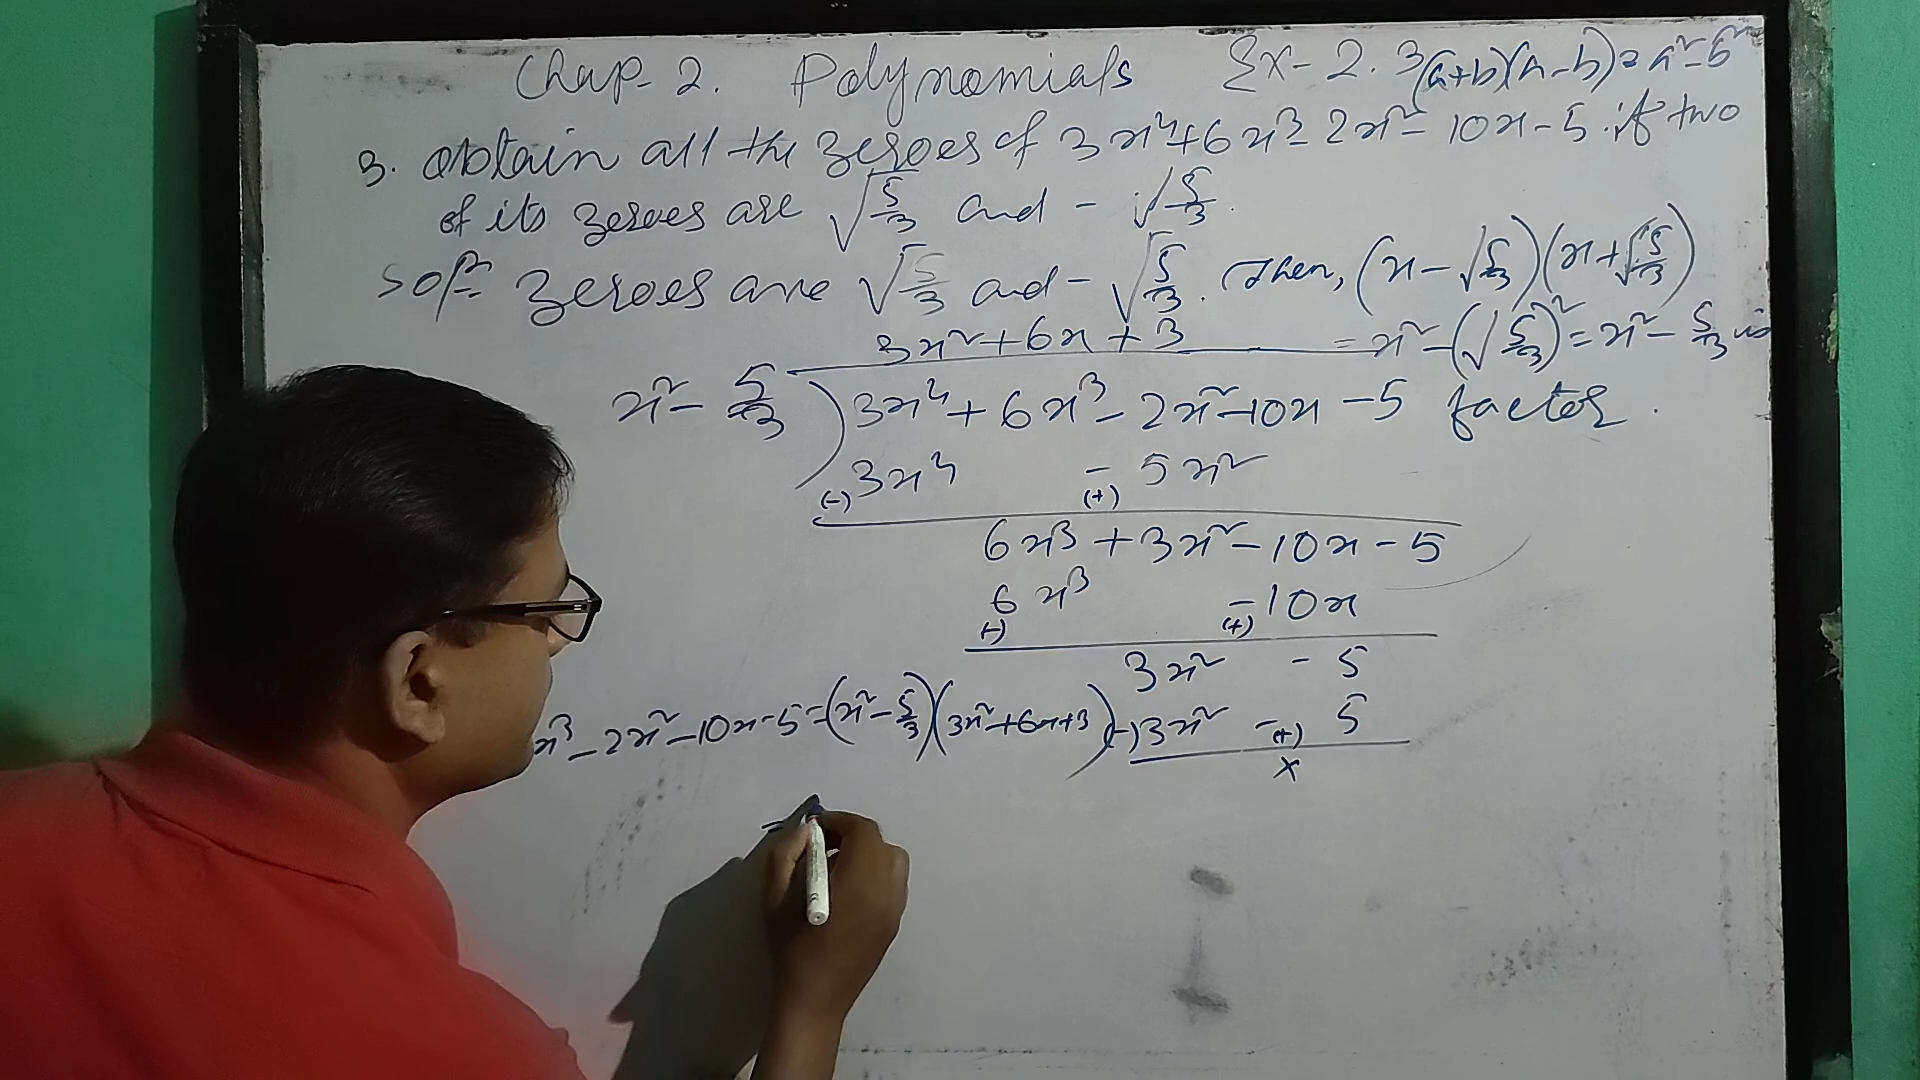 Chap- 2. Polynomials Ex- 2.3 (a+b)(a-b)=a²-b²
3. obtain all the zeroes of 3x⁴+6x³-2x²-10x-5. if two
of its zeroes are √5/3 and -√5/3.
Solⁿ= zeroes are √5/3 and -√5/3. Then, (x-√5/3)(x+√5/3)
= x²-(√5/3)²= x²-5/3 is
3x²+6x+3
x²-5/3)3x⁴+6x³-2x²-10x-5 factor.
3x⁴ -5x²
(-) (+)
6x³+3x²-10x-5
6x³ -10x
(-) (+)
3x² -5
x³-2x²-10x-5=(x²-5/3)(3x²+6x+3) (-)3x² -(+) 5
x
=